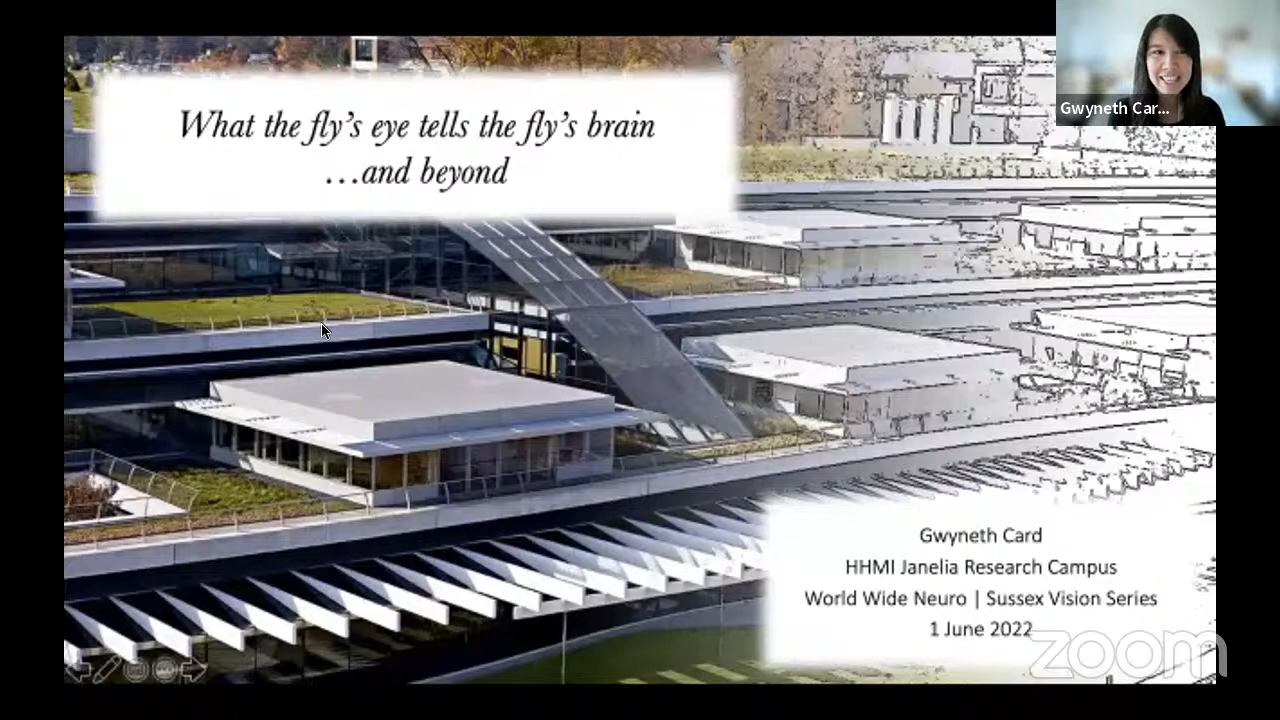 What the fly's eye tells the fly's brain
…and beyond
Gwyneth Car...
Gwyneth Card
HHMI Janelia Research Campus
World Wide Neuro | Sussex Vision Series
1 June 2022
zoom